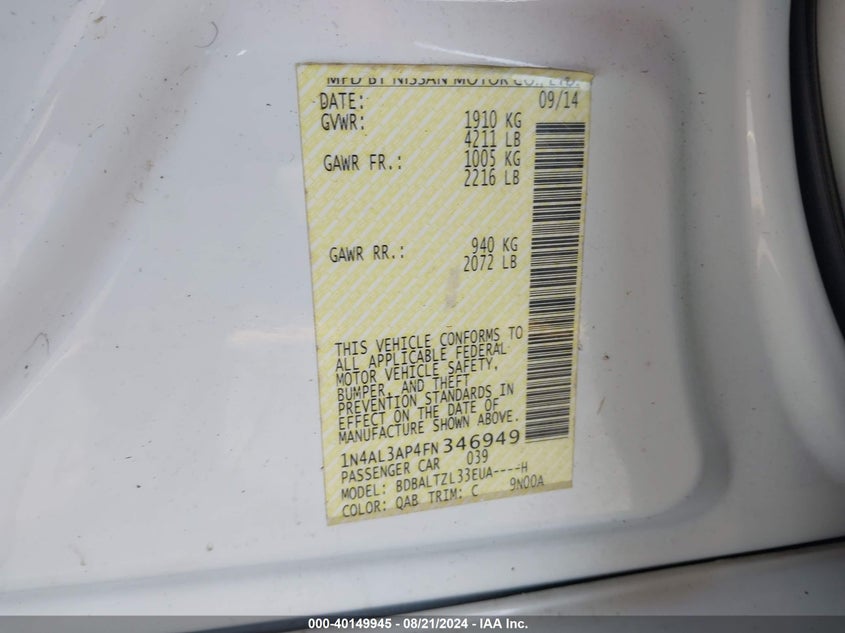 MFD BY NISSAN MOTOR CO., LTD.
DATE: 09/14
GVWR: 1910 KG
4211 LB
GAWR FR.: 1005 KG
2216 LB
GAWR RR.: 940 KG
2072 LB
THIS VEHICLE CONFORMS TO
ALL APPLICABLE FEDERAL
MOTOR VEHICLE SAFETY,
BUMPER, AND THEFT
PREVENTION STANDARDS IN
EFFECT ON THE DATE OF
MANUFACTURE SHOWN ABOVE.
1N4AL3AP4FN346949
PASSENGER CAR 039
MODEL: BDBALTZL33EUA----H
COLOR: QAB TRIM: C 9N00A
000-40149945 - 08/21/2024 - IAA Inc.